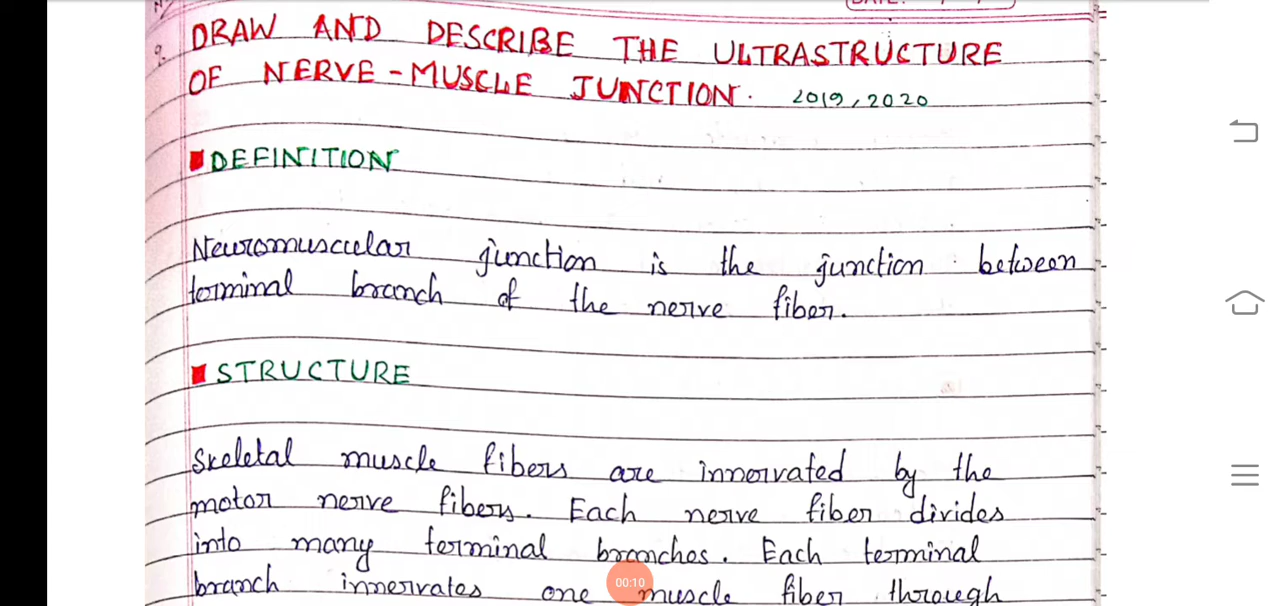 DATE:
Q. DRAW AND DESCRIBE THE ULTRASTRUCTURE
OF NERVE-MUSCLE JUNCTION. 2019, 2020
DEFINITION
Neuromuscular junction is the junction between
terminal branch of the nerve fiber.
STRUCTURE
Skeletal muscle fibers are innervated by the
motor nerve fibers. Each nerve fiber divides
into many terminal branches. Each terminal
branch innervates one muscle fiber through
00:10